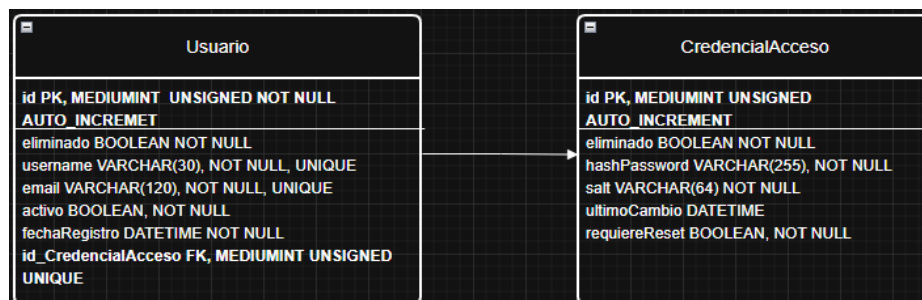 Usuario
id PK, MEDIUMINT UNSIGNED NOT NULL
AUTO_INCREMET
eliminado BOOLEAN NOT NULL
username VARCHAR(30), NOT NULL, UNIQUE
email VARCHAR(120), NOT NULL, UNIQUE
activo BOOLEAN, NOT NULL
fechaRegistro DATETIME NOT NULL
id_CredencialAcceso FK, MEDIUMINT UNSIGNED
UNIQUE
CredencialAcceso
id PK, MEDIUMINT UNSIGNED
AUTO_INCREMENT
eliminado BOOLEAN NOT NULL
hashPassword VARCHAR(255), NOT NULL
salt VARCHAR(64) NOT NULL
ultimoCambio DATETIME
requiereReset BOOLEAN, NOT NULL